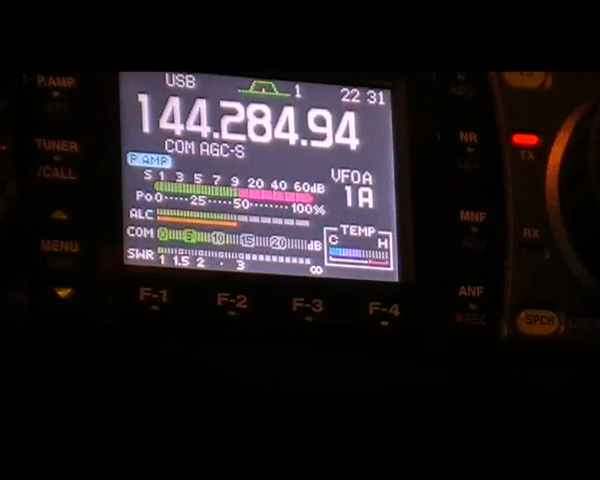 P.AMP
USB 1 22 31
144.284.94
COM AGC-S
P.AMP
S 1 3 5 7 9 20 40 60dB
Po 0 25 50 100%
VFOA
1A
ALC
COM 0 5 10 15 20 dB
TEMP
C H
SWR 1 1.5 2 3 ∞
TUNER
/CALL
MENU
F-1 F-2 F-3 F-4
NR
TX
MNF
RX
ANF
REC
SPCH